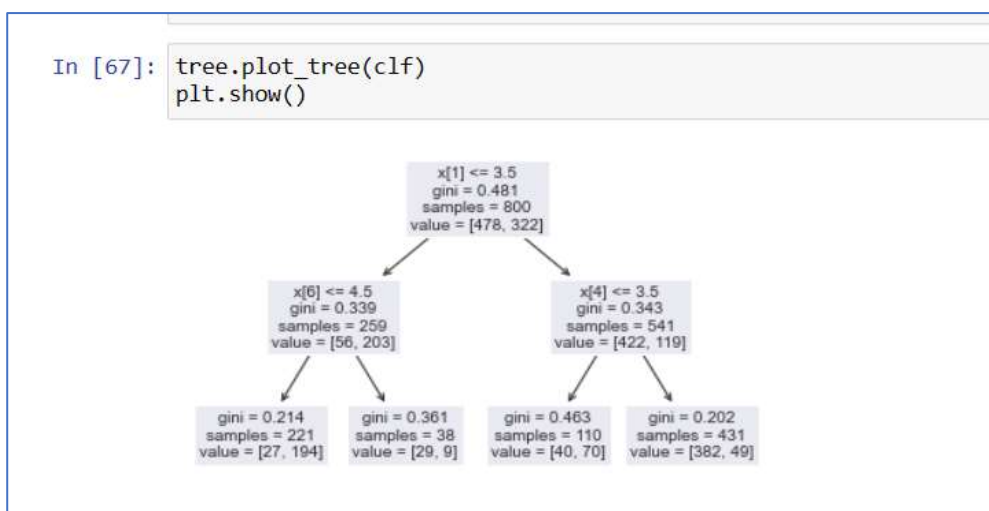 In [67]: tree.plot_tree(clf)
plt.show()
x[1] <= 3.5
gini = 0.481
samples = 800
value = [478, 322]
x[6] <= 4.5
gini = 0.339
samples = 259
value = [56, 203]
x[4] <= 3.5
gini = 0.343
samples = 541
value = [422, 119]
gini = 0.214
samples = 221
value = [27, 194]
gini = 0.361
samples = 38
value = [29, 9]
gini = 0.463
samples = 110
value = [40, 70]
gini = 0.202
samples = 431
value = [382, 49]